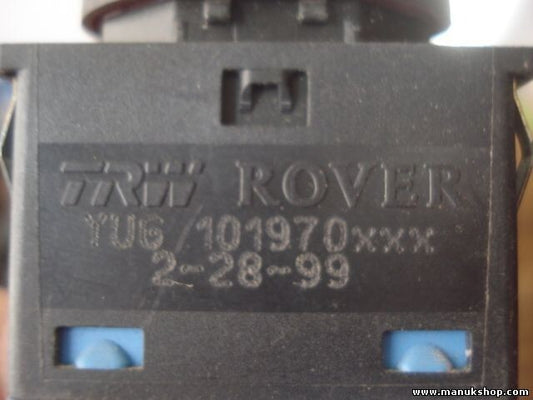 TRW ROVER
YUG/101970xxx
2-28-99
www.manukshop.com